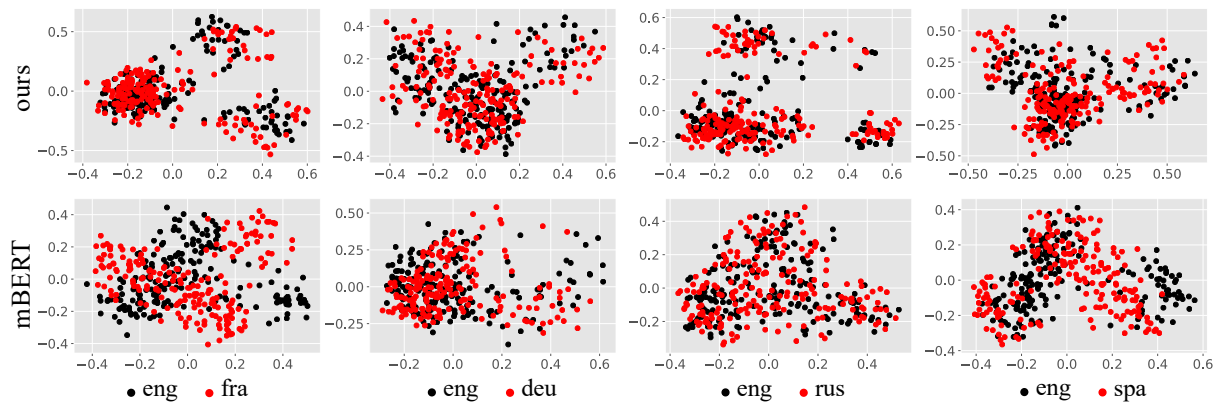 ours
0.5 0.0 −0.5
−0.4 −0.2 0.0 0.2 0.4 0.6
0.4 0.2 0.0 −0.2 −0.4
−0.4 −0.2 0.0 0.2 0.4 0.6
0.6 0.4 0.2 0.0 −0.2
−0.4 −0.2 0.0 0.2 0.4 0.6
0.50 0.25 0.00 −0.25 −0.50
−0.50 −0.25 0.00 0.25 0.50
mBERT
0.4 0.2 0.0 −0.2 −0.4
−0.4 −0.2 0.0 0.2 0.4
0.50 0.25 0.00 −0.25
−0.2 0.0 0.2 0.4 0.6
0.4 0.2 0.0 −0.2 −0.4
−0.4 −0.2 0.0 0.2 0.4
0.4 0.2 0.0 −0.2 −0.4
−0.4 −0.2 0.0 0.2 0.4 0.6
eng fra
eng deu
eng rus
eng spa